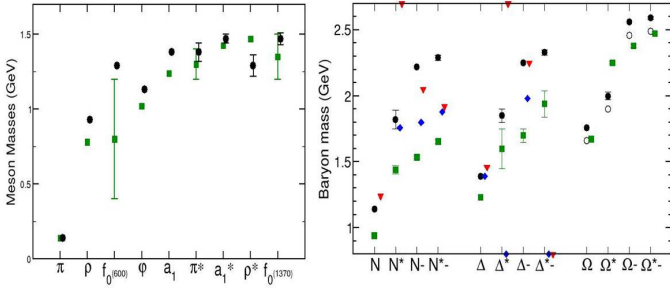 Meson Masses (GeV)
1.5
1
0.5
0
π ρ f0(600) φ a1 π* a1* ρ* f0(1370)
Baryon mass (GeV)
2.5
2
1.5
1
N N* N- N*- Δ Δ* Δ- Δ*- Ω Ω* Ω- Ω*-